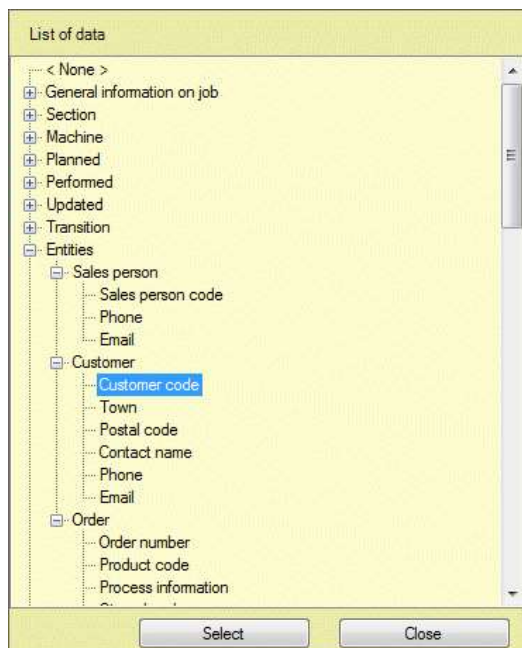 List of data
< None >
General information on job
Section
Machine
Planned
Performed
Updated
Transition
Entities
Sales person
Sales person code
Phone
Email
Customer
Customer code
Town
Postal code
Contact name
Phone
Email
Order
Order number
Product code
Process information
Select
Close